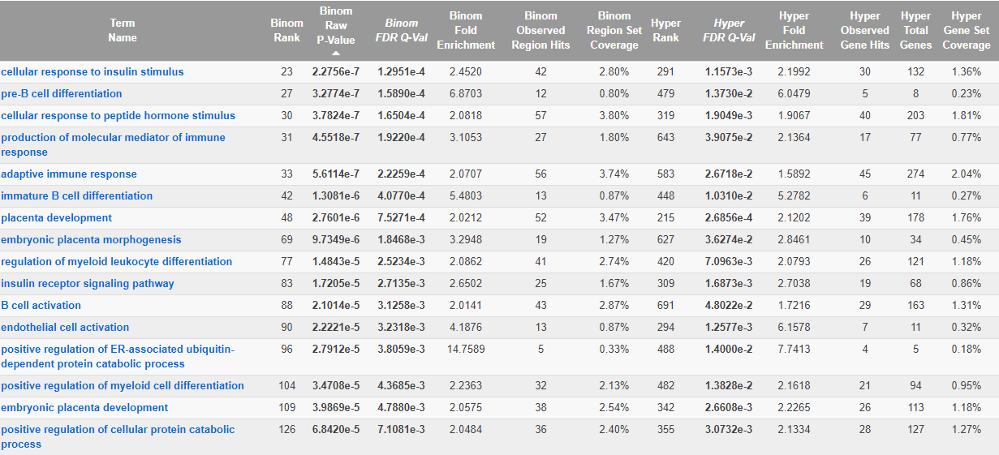 Term Name Binom Rank Binom Raw P-Value Binom FDR Q-Val Binom Fold Enrichment Binom Observed Region Hits Binom Region Set Coverage Hyper Rank Hyper FDR Q-Val Hyper Fold Enrichment Hyper Observed Gene Hits Hyper Total Genes Hyper Gene Set Coverage
cellular response to insulin stimulus 23 2.2756e-7 1.2951e-4 2.4520 42 2.80% 291 1.1573e-3 2.1992 30 132 1.36%
pre-B cell differentiation 27 3.2774e-7 1.5890e-4 6.8703 12 0.80% 479 1.3730e-2 6.0479 5 8 0.23%
cellular response to peptide hormone stimulus 30 3.7824e-7 1.6504e-4 2.0818 57 3.80% 319 1.9049e-3 1.9067 40 203 1.81%
production of molecular mediator of immune 31 4.5518e-7 1.9220e-4 3.1053 27 1.80% 643 3.9075e-2 2.1364 17 77 0.77%
response
adaptive immune response 33 5.6114e-7 2.2259e-4 2.0707 56 3.74% 583 2.6718e-2 1.5892 45 274 2.04%
immature B cell differentiation 42 1.3081e-6 4.0770e-4 5.4803 13 0.87% 448 1.0310e-2 5.2782 6 11 0.27%
placenta development 48 2.7601e-6 7.5271e-4 2.0212 52 3.47% 215 2.6856e-4 2.1202 39 178 1.76%
embryonic placenta morphogenesis 69 9.7349e-6 1.8468e-3 3.2948 19 1.27% 627 3.6274e-2 2.8461 10 34 0.45%
regulation of myeloid leukocyte differentiation 77 1.4843e-5 2.5234e-3 2.0862 41 2.74% 420 7.0963e-3 2.0793 26 121 1.18%
insulin receptor signaling pathway 83 1.7205e-5 2.7135e-3 2.6502 25 1.67% 309 1.6873e-3 2.7038 19 68 0.86%
B cell activation 88 2.1014e-5 3.1258e-3 2.0141 43 2.87% 691 4.8022e-2 1.7216 29 163 1.31%
endothelial cell activation 90 2.2221e-5 3.2318e-3 4.1876 13 0.87% 294 1.2577e-3 6.1578 7 11 0.32%
positive regulation of ER-associated ubiquitin- 96 2.7912e-5 3.8059e-3 14.7589 5 0.33% 488 1.4000e-2 7.7413 4 5 0.18%
dependent protein catabolic process
positive regulation of myeloid cell differentiation 104 3.4708e-5 4.3685e-3 2.2363 32 2.13% 482 1.3828e-2 2.1618 21 94 0.95%
embryonic placenta development 109 3.9869e-5 4.7880e-3 2.0575 38 2.54% 342 2.6608e-3 2.2265 26 113 1.18%
positive regulation of cellular protein catabolic 126 6.8420e-5 7.1081e-3 2.0484 36 2.40% 355 3.0732e-3 2.1334 28 127 1.27%
process